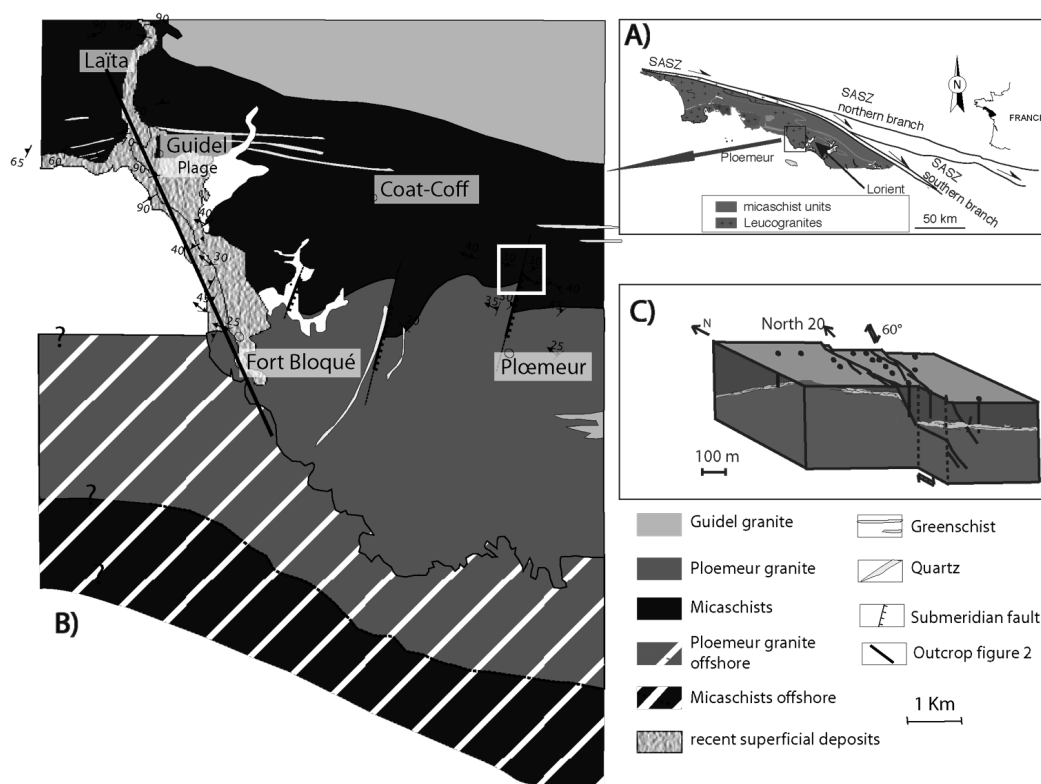 A)
SASZ
SASZ
northern branch
N
FRANCE
Ploemeur
Lorient
SASZ
southern branch
micaschist units
Leucogranites
50 km
Laïta
90
65
60
90
Guidel
Plage
Coat-Coff
90
40
40
30
45
25
40
35
40
25
?
Fort Bloqué
Plœmeur
?
?
B)
C)
N
North 20
60°
100 m
Guidel granite
Ploemeur granite
Micaschists
Ploemeur granite
offshore
Micaschists offshore
recent superficial deposits
Greenschist
Quartz
Submeridian fault
Outcrop figure 2
1 Km